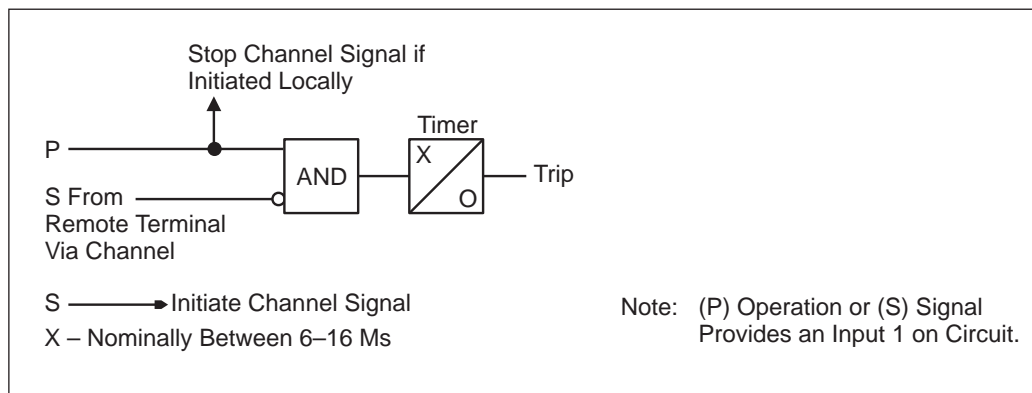 Stop Channel Signal if
Initiated Locally
Timer
P
AND
X
O
Trip
S From
Remote Terminal
Via Channel
S Initiate Channel Signal
X – Nominally Between 6–16 Ms
Note: (P) Operation or (S) Signal
Provides an Input 1 on Circuit.